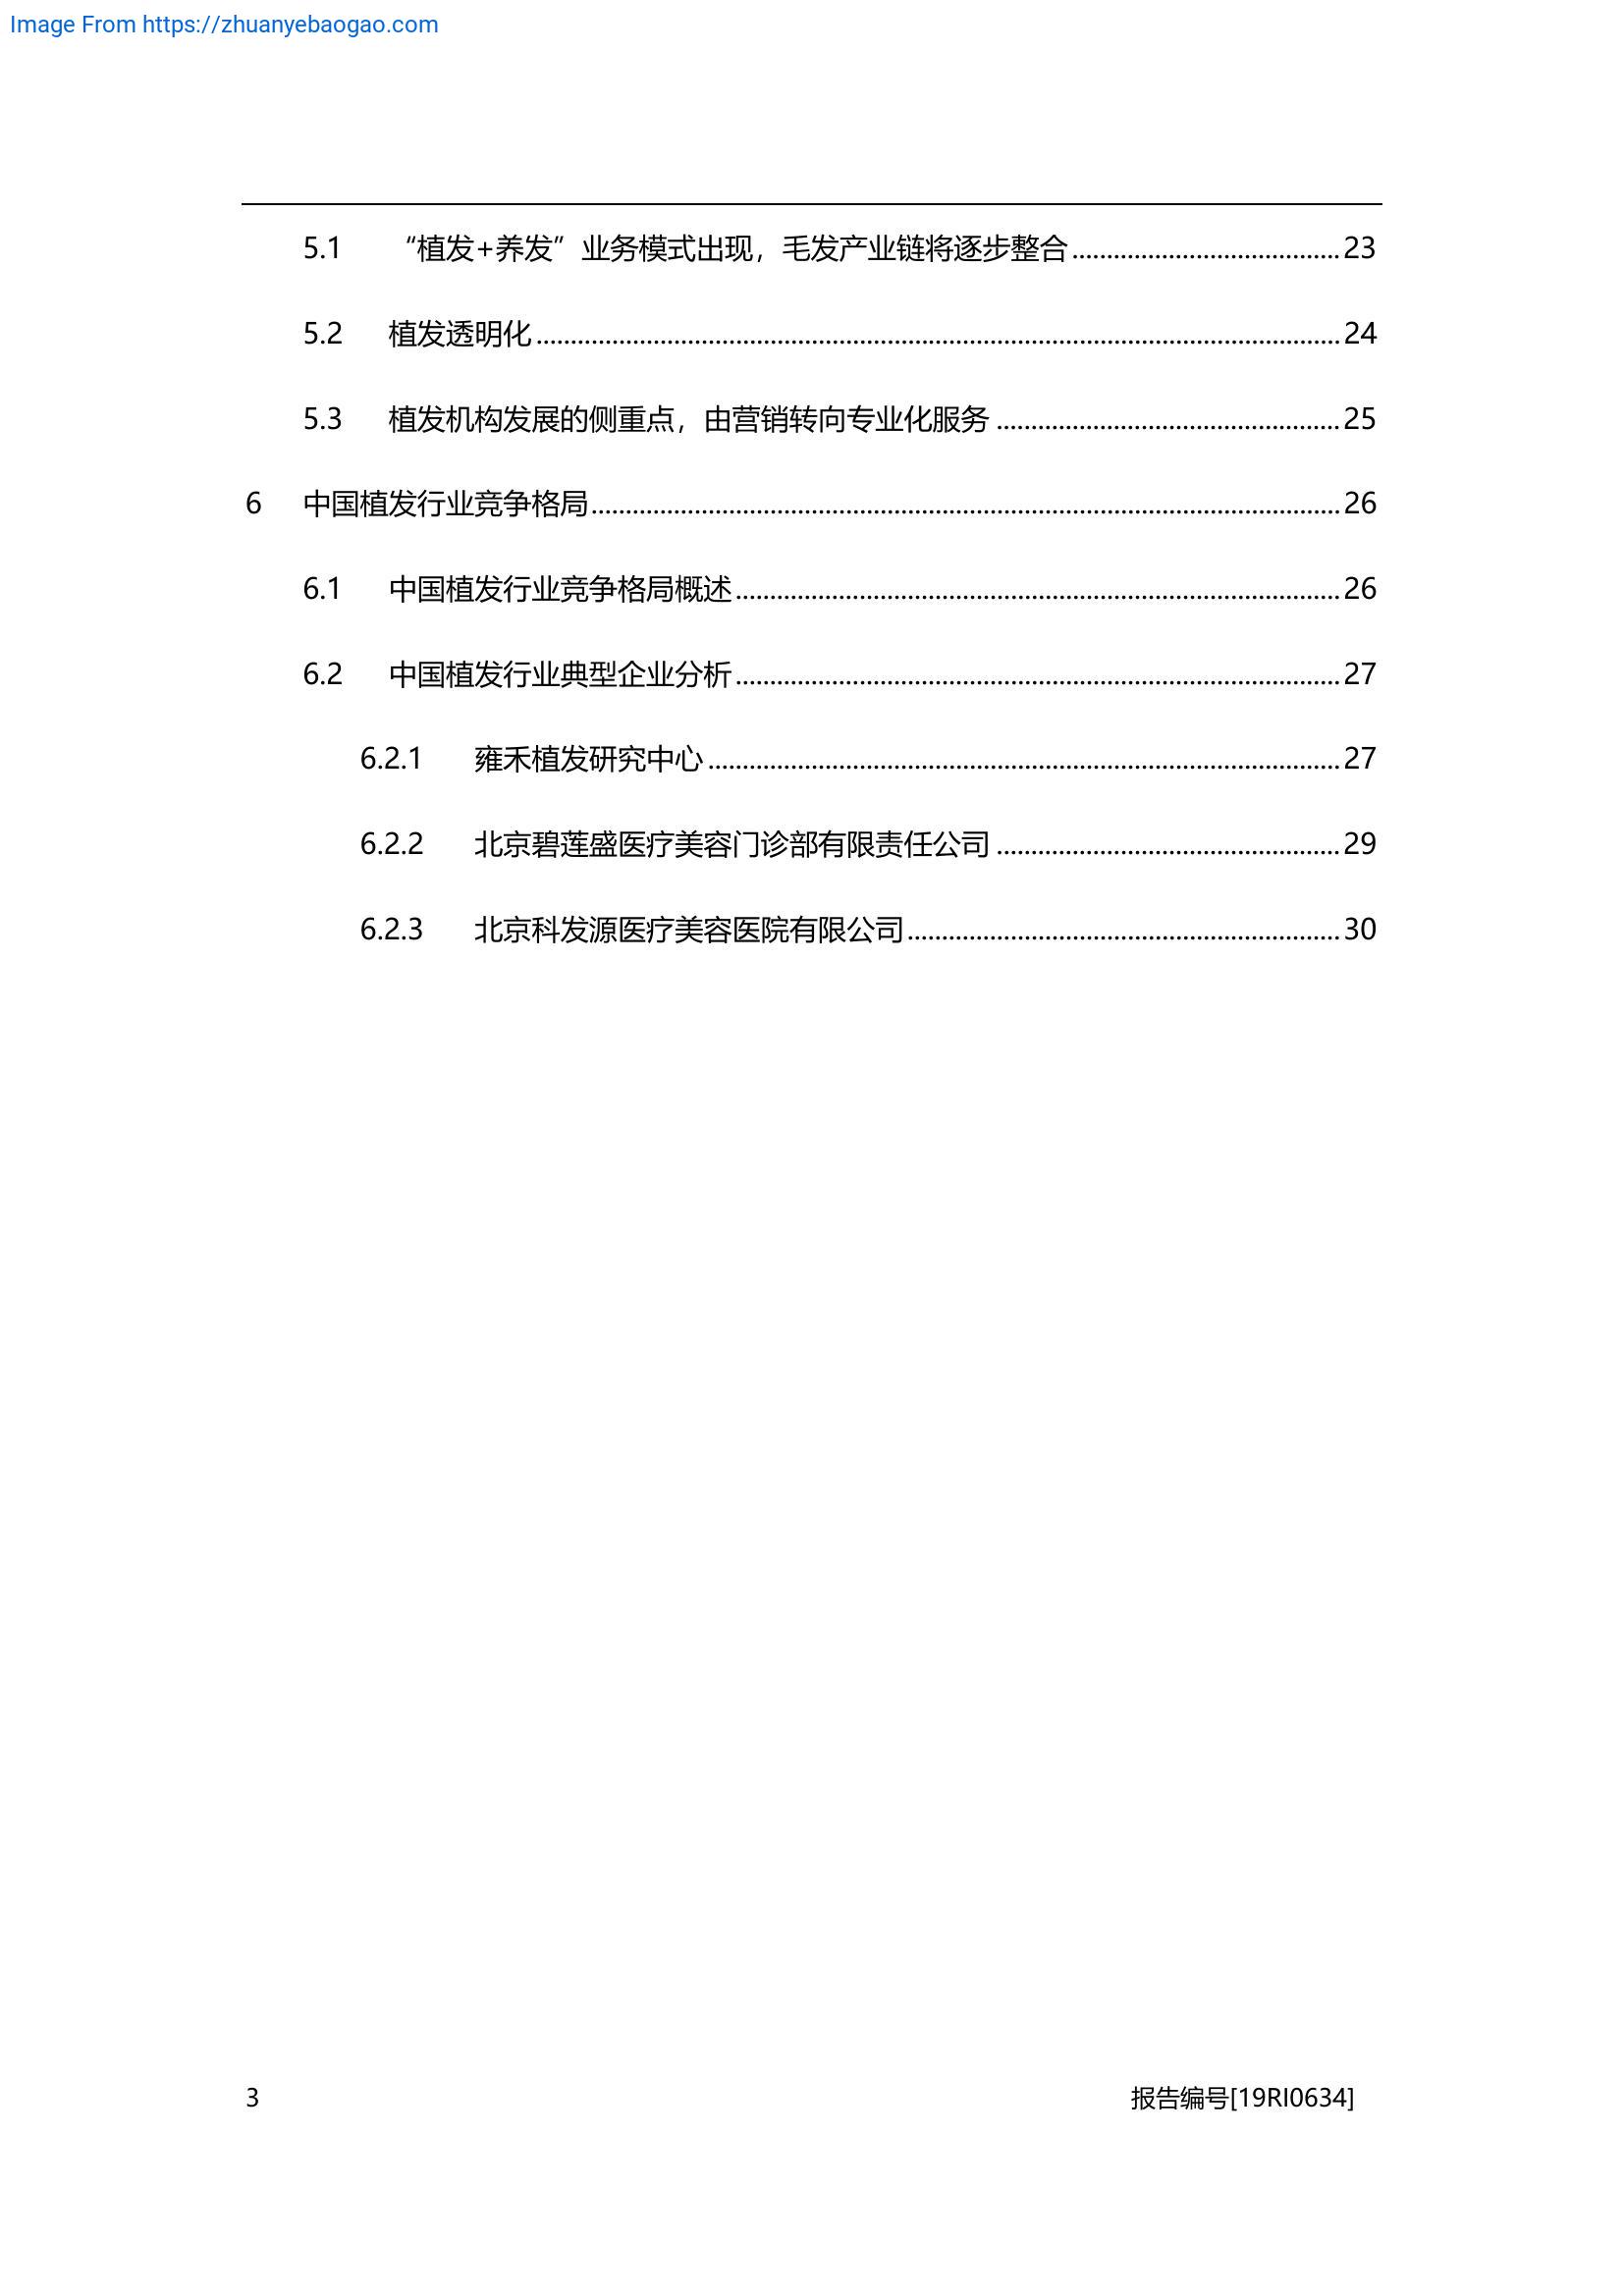 Image From https://zhuanyebaogao.com
5.1 “植发+养发”业务模式出现，毛发产业链将逐步整合 ........ 23
5.2 植发透明化 ........ 24
5.3 植发机构发展的侧重点，由营销转向专业化服务 ........ 25
6 中国植发行业竞争格局 ........ 26
6.1 中国植发行业竞争格局概述 ........ 26
6.2 中国植发行业典型企业分析 ........ 27
6.2.1 雍禾植发研究中心 ........ 27
6.2.2 北京碧莲盛医疗美容门诊部有限责任公司 ........ 29
6.2.3 北京科发源医疗美容医院有限公司 ........ 30
3 报告编号[19RI0634]